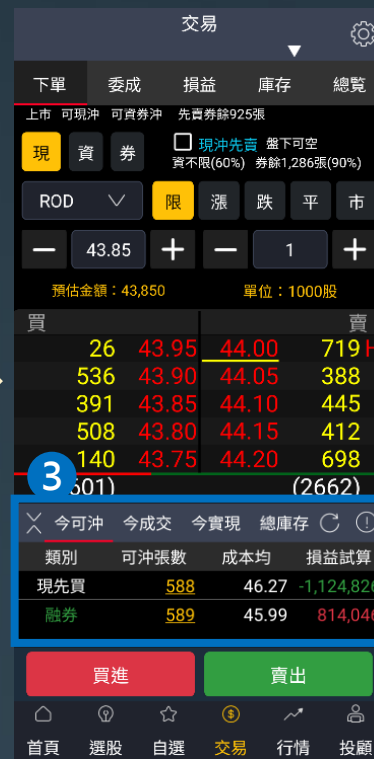 交易
下單 委成 損益 庫存 總覽
上市 可現沖 可資券沖 先賣券餘925張
現 資 券 現沖先賣 盤下可空
資不限(60%) 券餘1,286張(90%)
ROD 限 漲 跌 平 市
43.85 1
預估金額：43,850 單位：1000股
買 賣
26 43.95 44.00 719 H
536 43.90 44.05 388
391 43.85 44.10 445
508 43.80 44.15 412
140 43.75 44.20 698
3
601) (2662)
今可沖 今成交 今實現 總庫存
類別 可沖張數 成本均 損益試算
現先買 588 46.27 -1,124,826
融券 589 45.99 814,046
買進 賣出
首頁 選股 自選 交易 行情 投顧